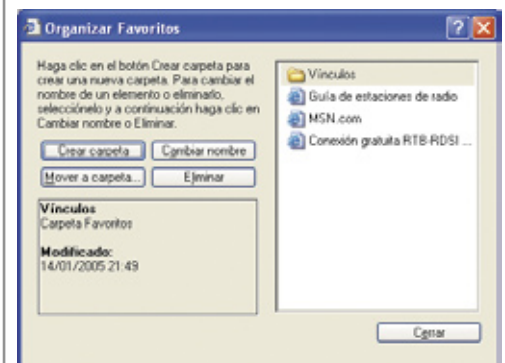 Organizar Favoritos
Haga clic en el botón Crear carpeta para
crear una nueva carpeta. Para cambiar el
nombre de un elemento o eliminarlo,
selecciónelo y a continuación haga clic en
Cambiar nombre o Eliminar.
Crear carpeta
Cambiar nombre
Mover a carpeta...
Eliminar
Vínculos
Carpeta Favoritos
Modificado:
14/01/2005 21:49
Vínculos
Guía de estaciones de radio
MSN.com
Conexión gratuita RTB-RDSI ...
Cerrar